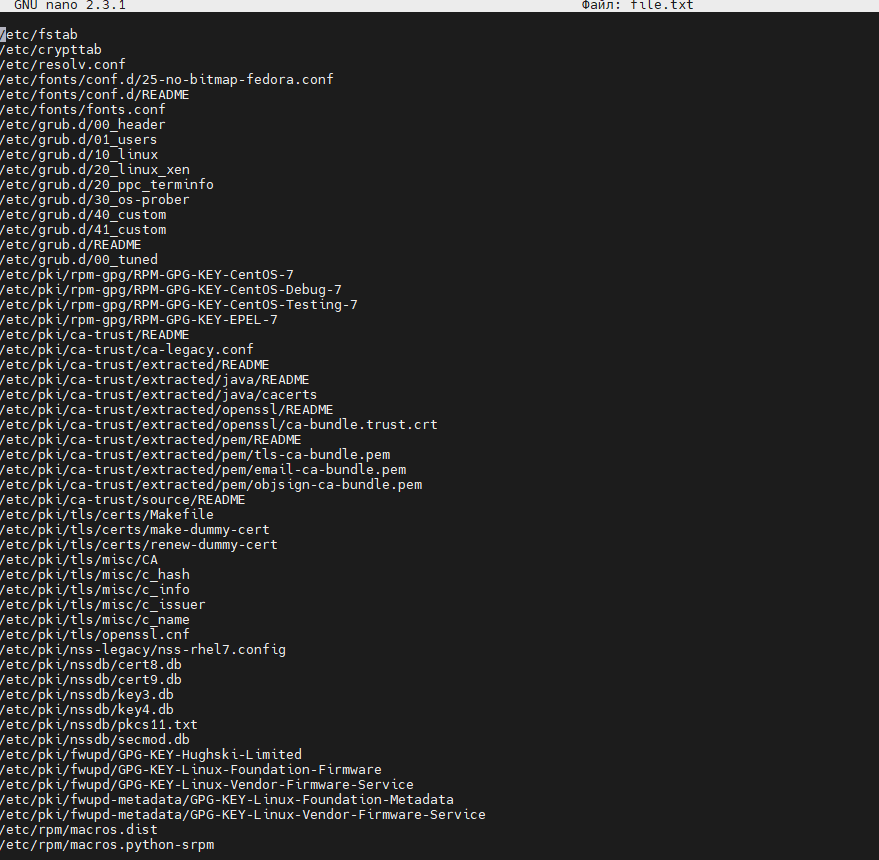 GNU nano 2.3.1 Файл: file.txt
/etc/fstab
/etc/crypttab
/etc/resolv.conf
/etc/fonts/conf.d/25-no-bitmap-fedora.conf
/etc/fonts/conf.d/README
/etc/fonts/fonts.conf
/etc/grub.d/00_header
/etc/grub.d/01_users
/etc/grub.d/10_linux
/etc/grub.d/20_linux_xen
/etc/grub.d/20_ppc_terminfo
/etc/grub.d/30_os-prober
/etc/grub.d/40_custom
/etc/grub.d/41_custom
/etc/grub.d/README
/etc/grub.d/00_tuned
/etc/pki/rpm-gpg/RPM-GPG-KEY-CentOS-7
/etc/pki/rpm-gpg/RPM-GPG-KEY-CentOS-Debug-7
/etc/pki/rpm-gpg/RPM-GPG-KEY-CentOS-Testing-7
/etc/pki/rpm-gpg/RPM-GPG-KEY-EPEL-7
/etc/pki/ca-trust/README
/etc/pki/ca-trust/ca-legacy.conf
/etc/pki/ca-trust/extracted/README
/etc/pki/ca-trust/extracted/java/README
/etc/pki/ca-trust/extracted/java/cacerts
/etc/pki/ca-trust/extracted/openssl/README
/etc/pki/ca-trust/extracted/openssl/ca-bundle.trust.crt
/etc/pki/ca-trust/extracted/pem/README
/etc/pki/ca-trust/extracted/pem/tls-ca-bundle.pem
/etc/pki/ca-trust/extracted/pem/email-ca-bundle.pem
/etc/pki/ca-trust/extracted/pem/objsign-ca-bundle.pem
/etc/pki/ca-trust/source/README
/etc/pki/tls/certs/Makefile
/etc/pki/tls/certs/make-dummy-cert
/etc/pki/tls/certs/renew-dummy-cert
/etc/pki/tls/misc/CA
/etc/pki/tls/misc/c_hash
/etc/pki/tls/misc/c_info
/etc/pki/tls/misc/c_issuer
/etc/pki/tls/misc/c_name
/etc/pki/tls/openssl.cnf
/etc/pki/nss-legacy/nss-rhel7.config
/etc/pki/nssdb/cert8.db
/etc/pki/nssdb/cert9.db
/etc/pki/nssdb/key3.db
/etc/pki/nssdb/key4.db
/etc/pki/nssdb/pkcs11.txt
/etc/pki/nssdb/secmod.db
/etc/pki/fwupd/GPG-KEY-Hughski-Limited
/etc/pki/fwupd/GPG-KEY-Linux-Foundation-Firmware
/etc/pki/fwupd/GPG-KEY-Linux-Vendor-Firmware-Service
/etc/pki/fwupd-metadata/GPG-KEY-Linux-Foundation-Metadata
/etc/pki/fwupd-metadata/GPG-KEY-Linux-Vendor-Firmware-Service
/etc/rpm/macros.dist
/etc/rpm/macros.python-srpm